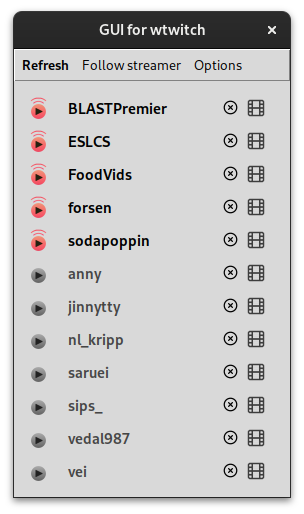 GUI for wtwitch
Refresh Follow streamer Options
BLASTPremier
ESLCS
FoodVids
forsen
sodapoppin
anny
jinnytty
nl_kripp
saruei
sips_
vedal987
vei